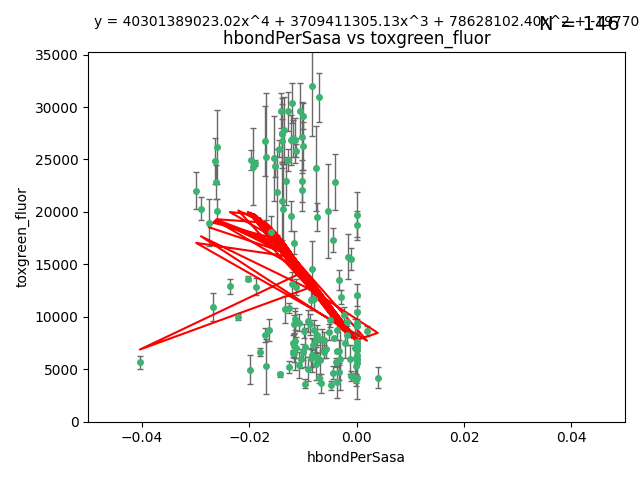 y = 40301389023.02x^4 + 3709411305.13x^3 + 78628102.40x^2 +
N = 146
hbondPerSasa vs toxgreen_fluor
toxgreen_fluor
35000
30000
25000
20000
15000
10000
5000
0
−0.04
−0.02
0.00
0.02
0.04
hbondPerSasa